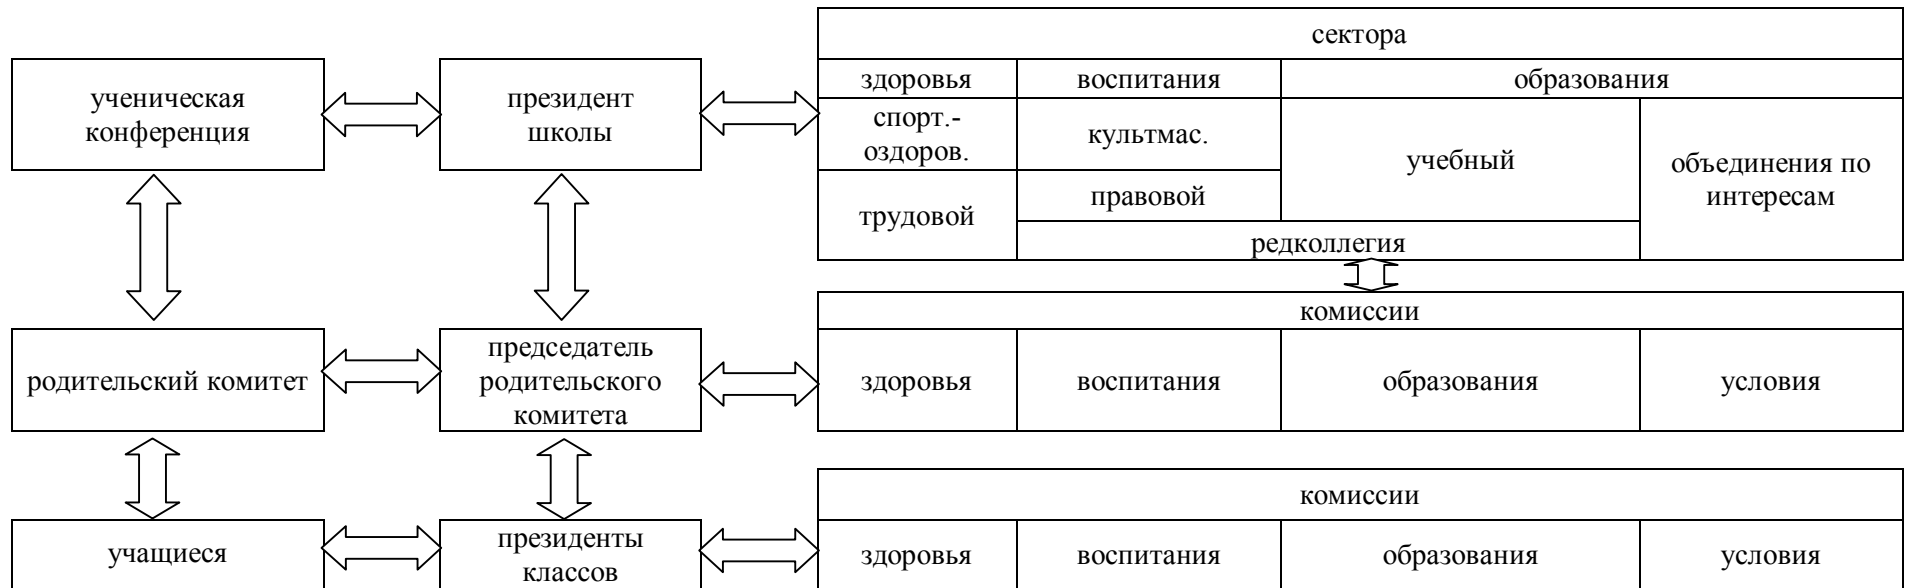 сектора
ученическая
конференция
президент
школы
здоровья
воспитания
образования
спорт.-
оздоров.
культмас.
учебный
объединения по
интересам
трудовой
правовой
редколлегия
комиссии
родительский комитет
председатель
родительского
комитета
здоровья
воспитания
образования
условия
комиссии
учащиеся
президенты
классов
здоровья
воспитания
образования
условия